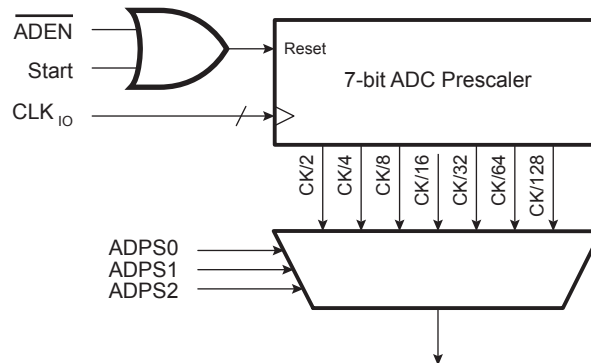 ADEN
Start
CLK IO
Reset
7-bit ADC Prescaler
CK/2
CK/4
CK/8
CK/16
CK/32
CK/64
CK/128
ADPS0
ADPS1
ADPS2